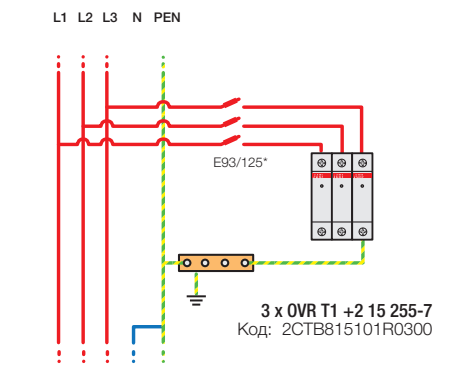 L1 L2 L3 N PEN
E93/125*
3 x OVR T1 +2 15 255-7
Код: 2CTB815101R0300